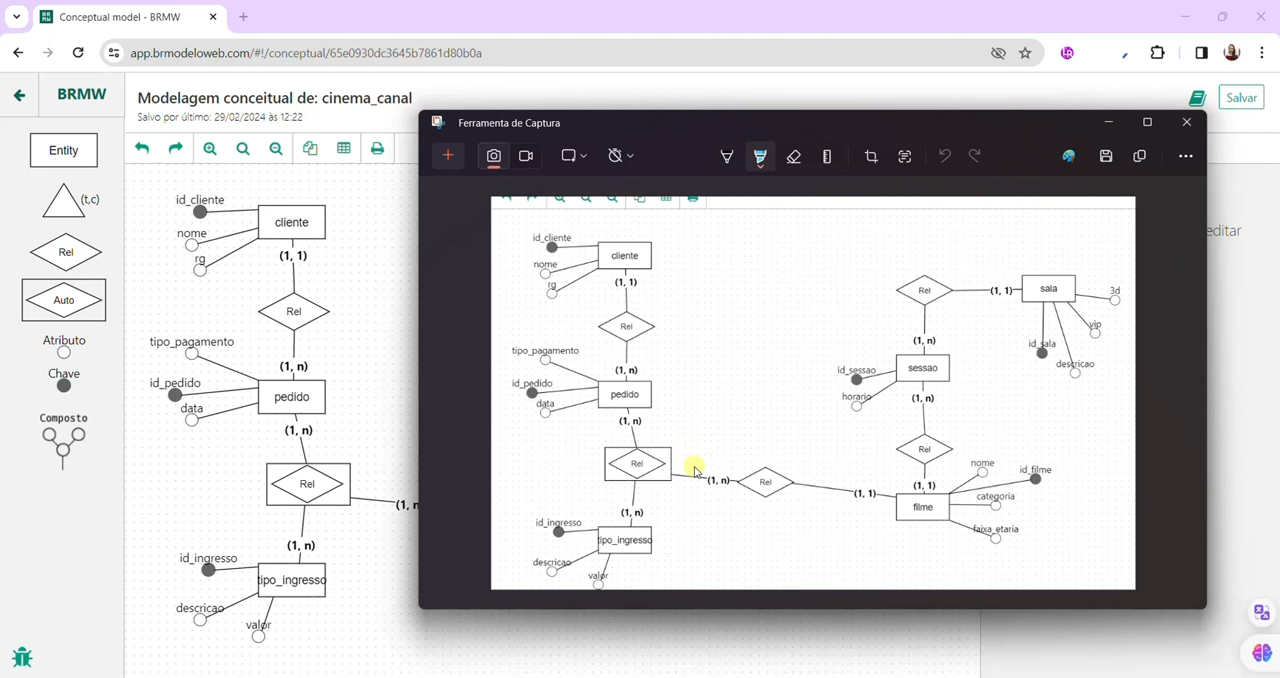 Conceptual model - BRMW
app.brmodeloweb.com/#!/conceptual/65e0930dc3645b7861d80b0a
BRMW
Modelagem conceitual de: cinema_canal
Salvo por último: 29/02/2024 às 12:22
Salvar
Entity
(t,c)
Rel
Auto
Atributo
Chave
Composto
id_cliente
nome
rg
cliente
(1, 1)
Rel
tipo_pagamento
(1, n)
id_pedido
data
pedido
(1, n)
Rel
(1, n
(1, n)
id_ingresso
tipo_ingresso
descricao
valor
editar
Ferramenta de Captura
id_cliente
nome
rg
cliente
(1, 1)
Rel
tipo_pagamento
(1, n)
id_pedido
data
pedido
(1, n)
Rel
(1, n)
Rel
(1, 1)
(1, n)
id_ingresso
tipo_ingresso
descricao
valor
Rel
(1, 1)
sala
3d
vip
id_sala
descricao
(1, n)
id_sessao
sessao
horario
(1, n)
Rel
nome
id_filme
(1, 1)
categoria
filme
faixa_etaria